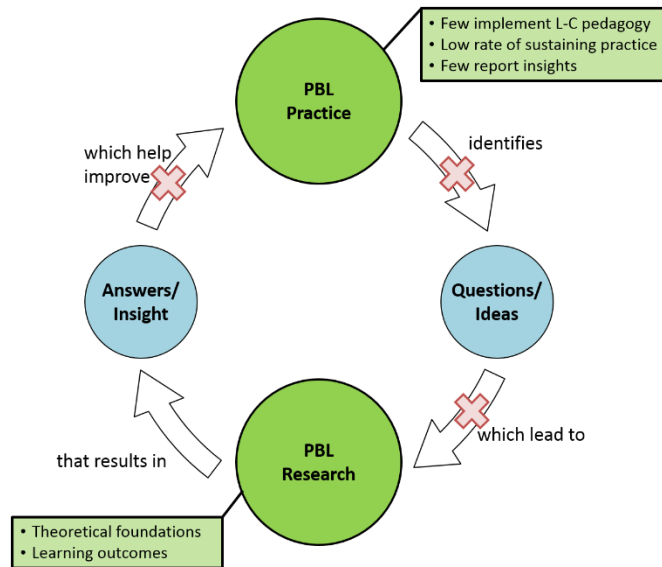 • Few implement L-C pedagogy
• Low rate of sustaining practice
• Few report insights
PBL
Practice
which help
improve
identifies
Answers/
Insight
Questions/
Ideas
that results in
PBL
Research
which lead to
• Theoretical foundations
• Learning outcomes